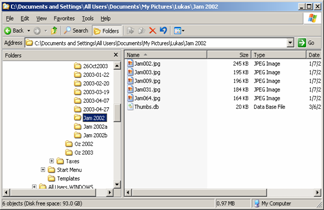 C:\Documents and Settings\All Users\Documents\My Pictures\Lukas\Jam 2002
File Edit View Favorites Tools Help
Back Search Folders
Address C:\Documents and Settings\All Users\Documents\My Pictures\Lukas\Jam 2002 Go
Folders
26Oct2003
2003-01-22
2003-02-20
2003-03-19
2003-04-07
2003-04-27
Jam 2002
Jam 2002a
Jam 2002b
Oz 2002
Oz 2003
Taxes
Start Menu
Templates
All Users.WINDOWS
Name Size Type Date
Jam002.jpg 245 KB JPEG Image 1/7/2
Jam003.jpg 195 KB JPEG Image 1/7/2
Jam009.jpg 196 KB JPEG Image 1/7/2
Jam031.jpg 184 KB JPEG Image 1/7/2
Jam064.jpg 164 KB JPEG Image 1/7/2
Thumbs.db 20 KB Data Base File 3/6/2
6 objects (Disk free space: 93.0 GB) 0.97 MB My Computer